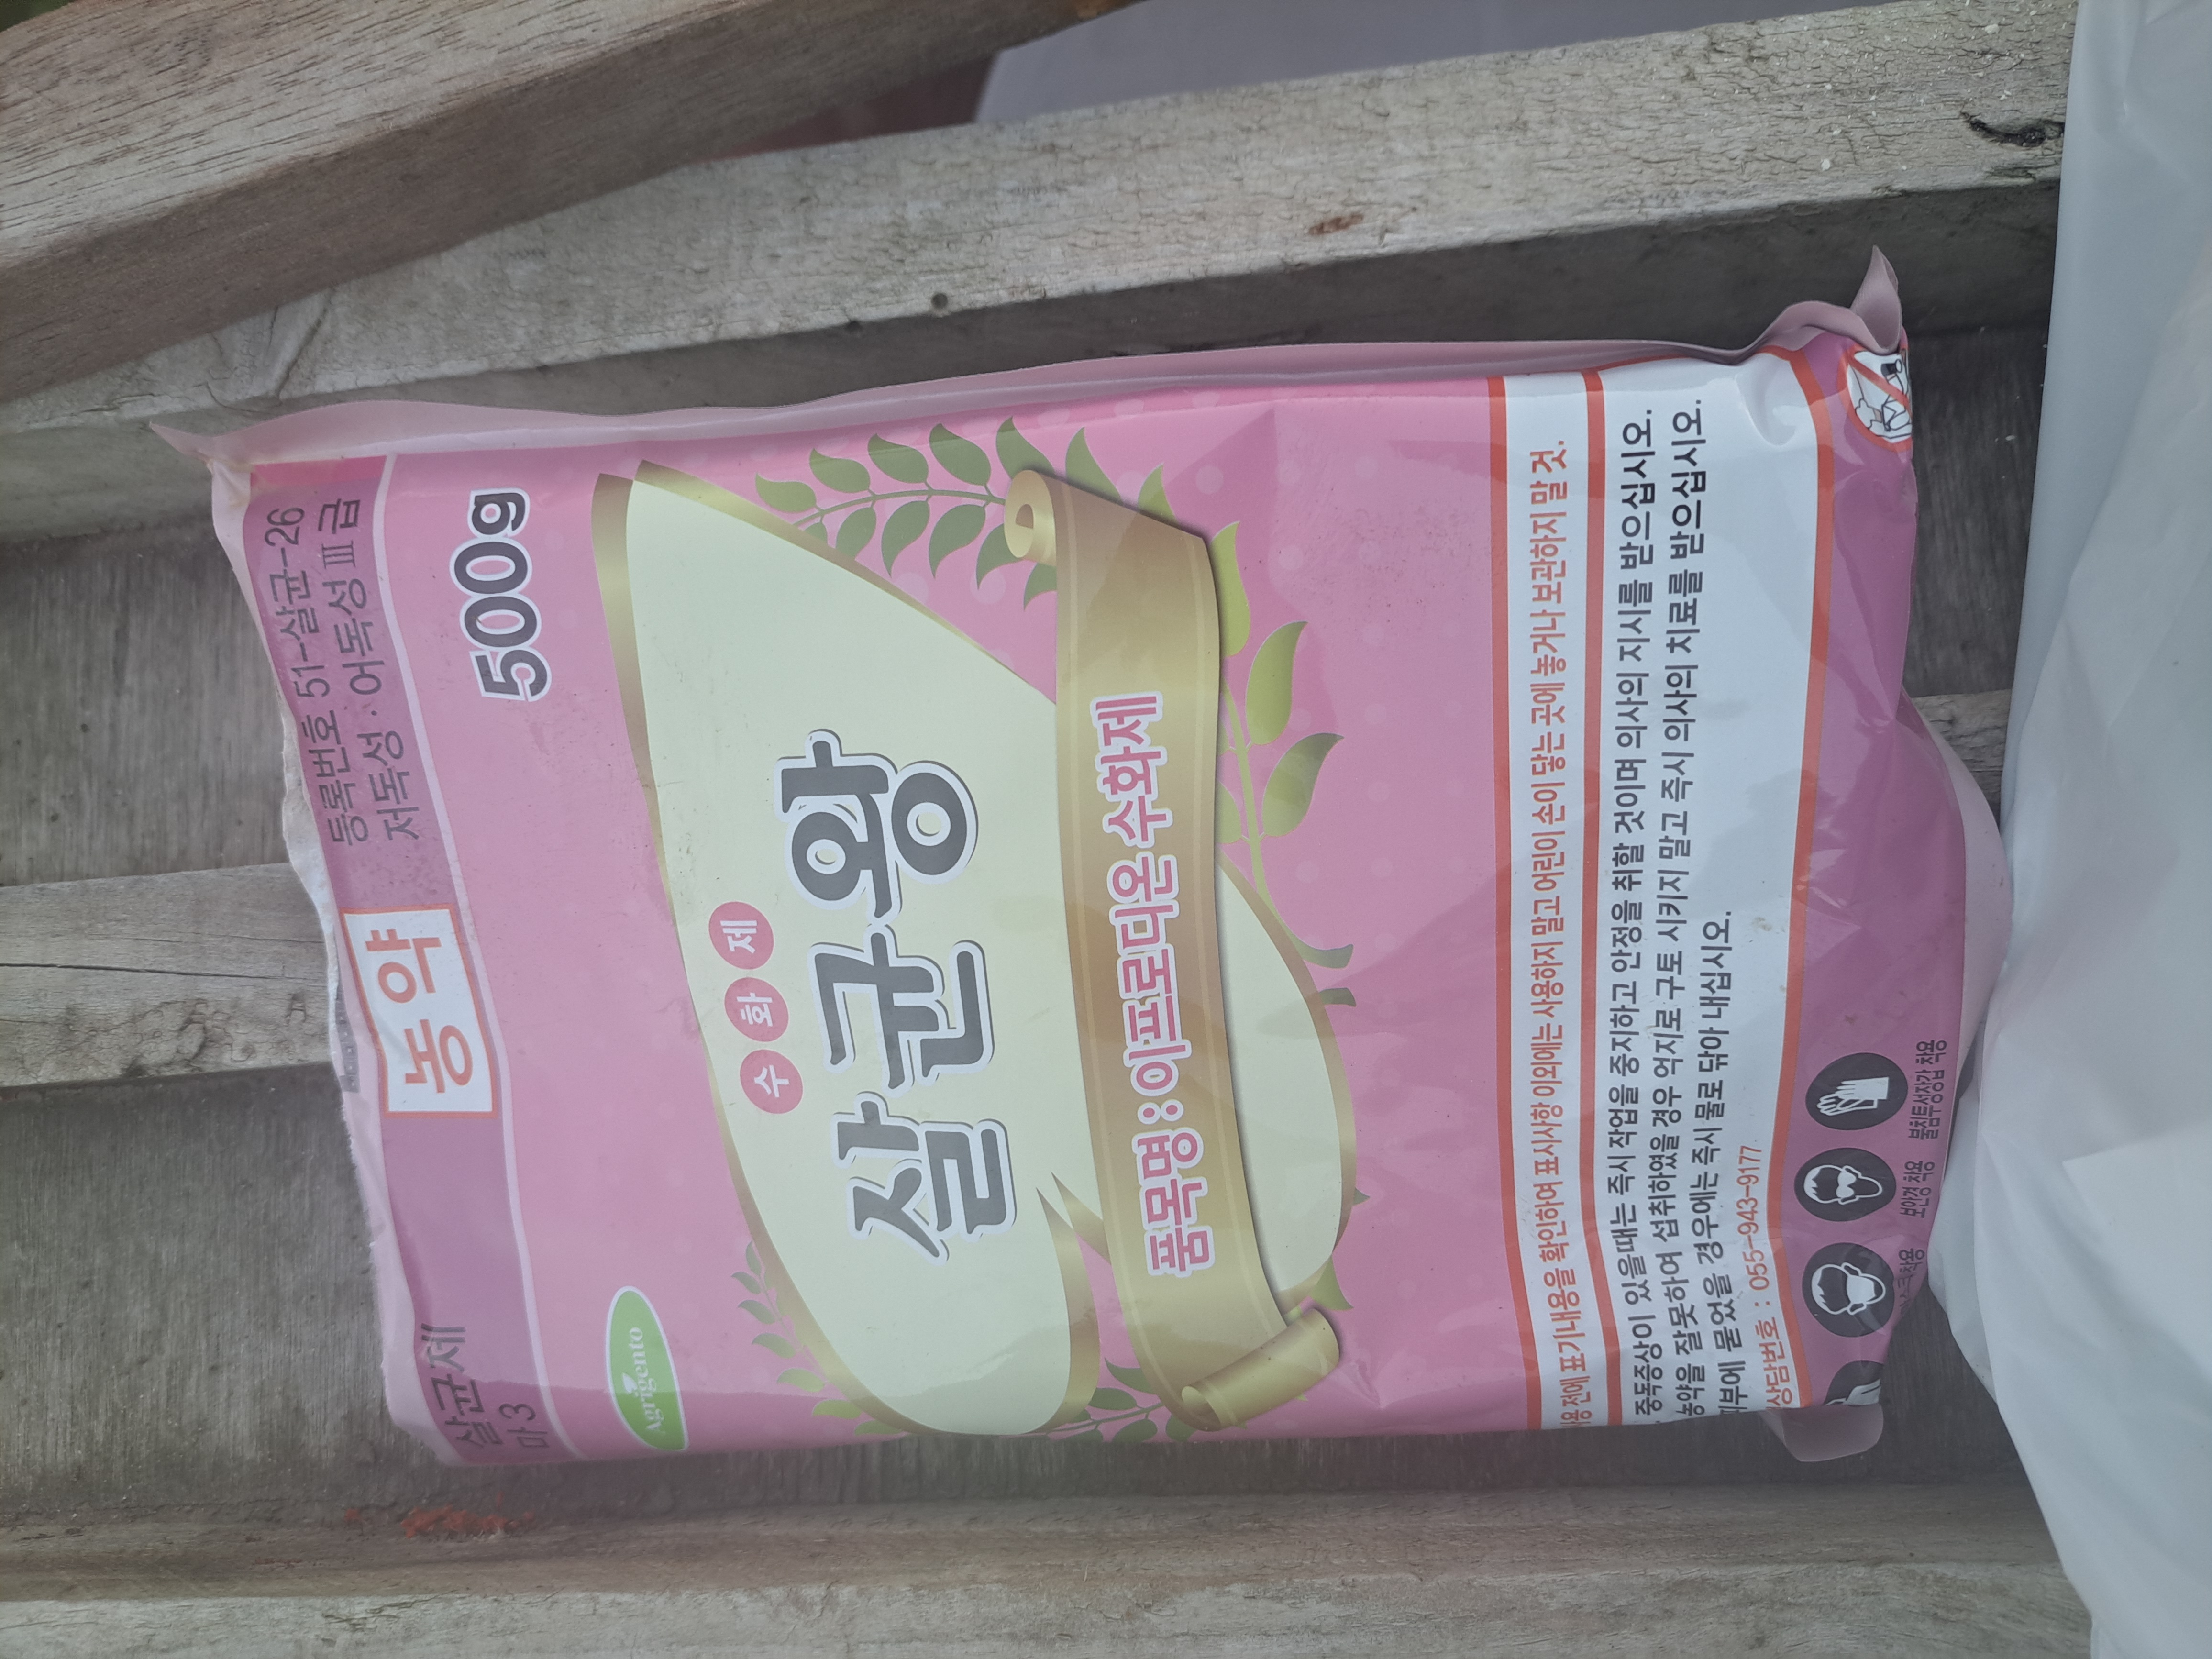 농약
등록번호 51-살균-26
저독성·어독성 Ⅲ급
살균제
마3
500g
Agrigento
수화제
살균왕
품목명 : 이프로디온 수화제
용전에 표기내용을 확인하여 표시사항 이외에는 사용하지 말고 어린이 손이 닿는 곳에 놓거나 보관하지 말 것.
중독증상이 있을때는 즉시 작업을 중지하고 안정을 취할 것이며 의사의 지시를 받으십시오.
농약을 잘못하여 섭취하였을 경우 억지로 구토 시키지 말고 즉시 의사의 치료를 받으십시오.
피부에 묻었을 경우에는 즉시 물로 닦아 내십시오.
상담번호 : 055-943-9177
보안경 착용
불침투성장갑 착용